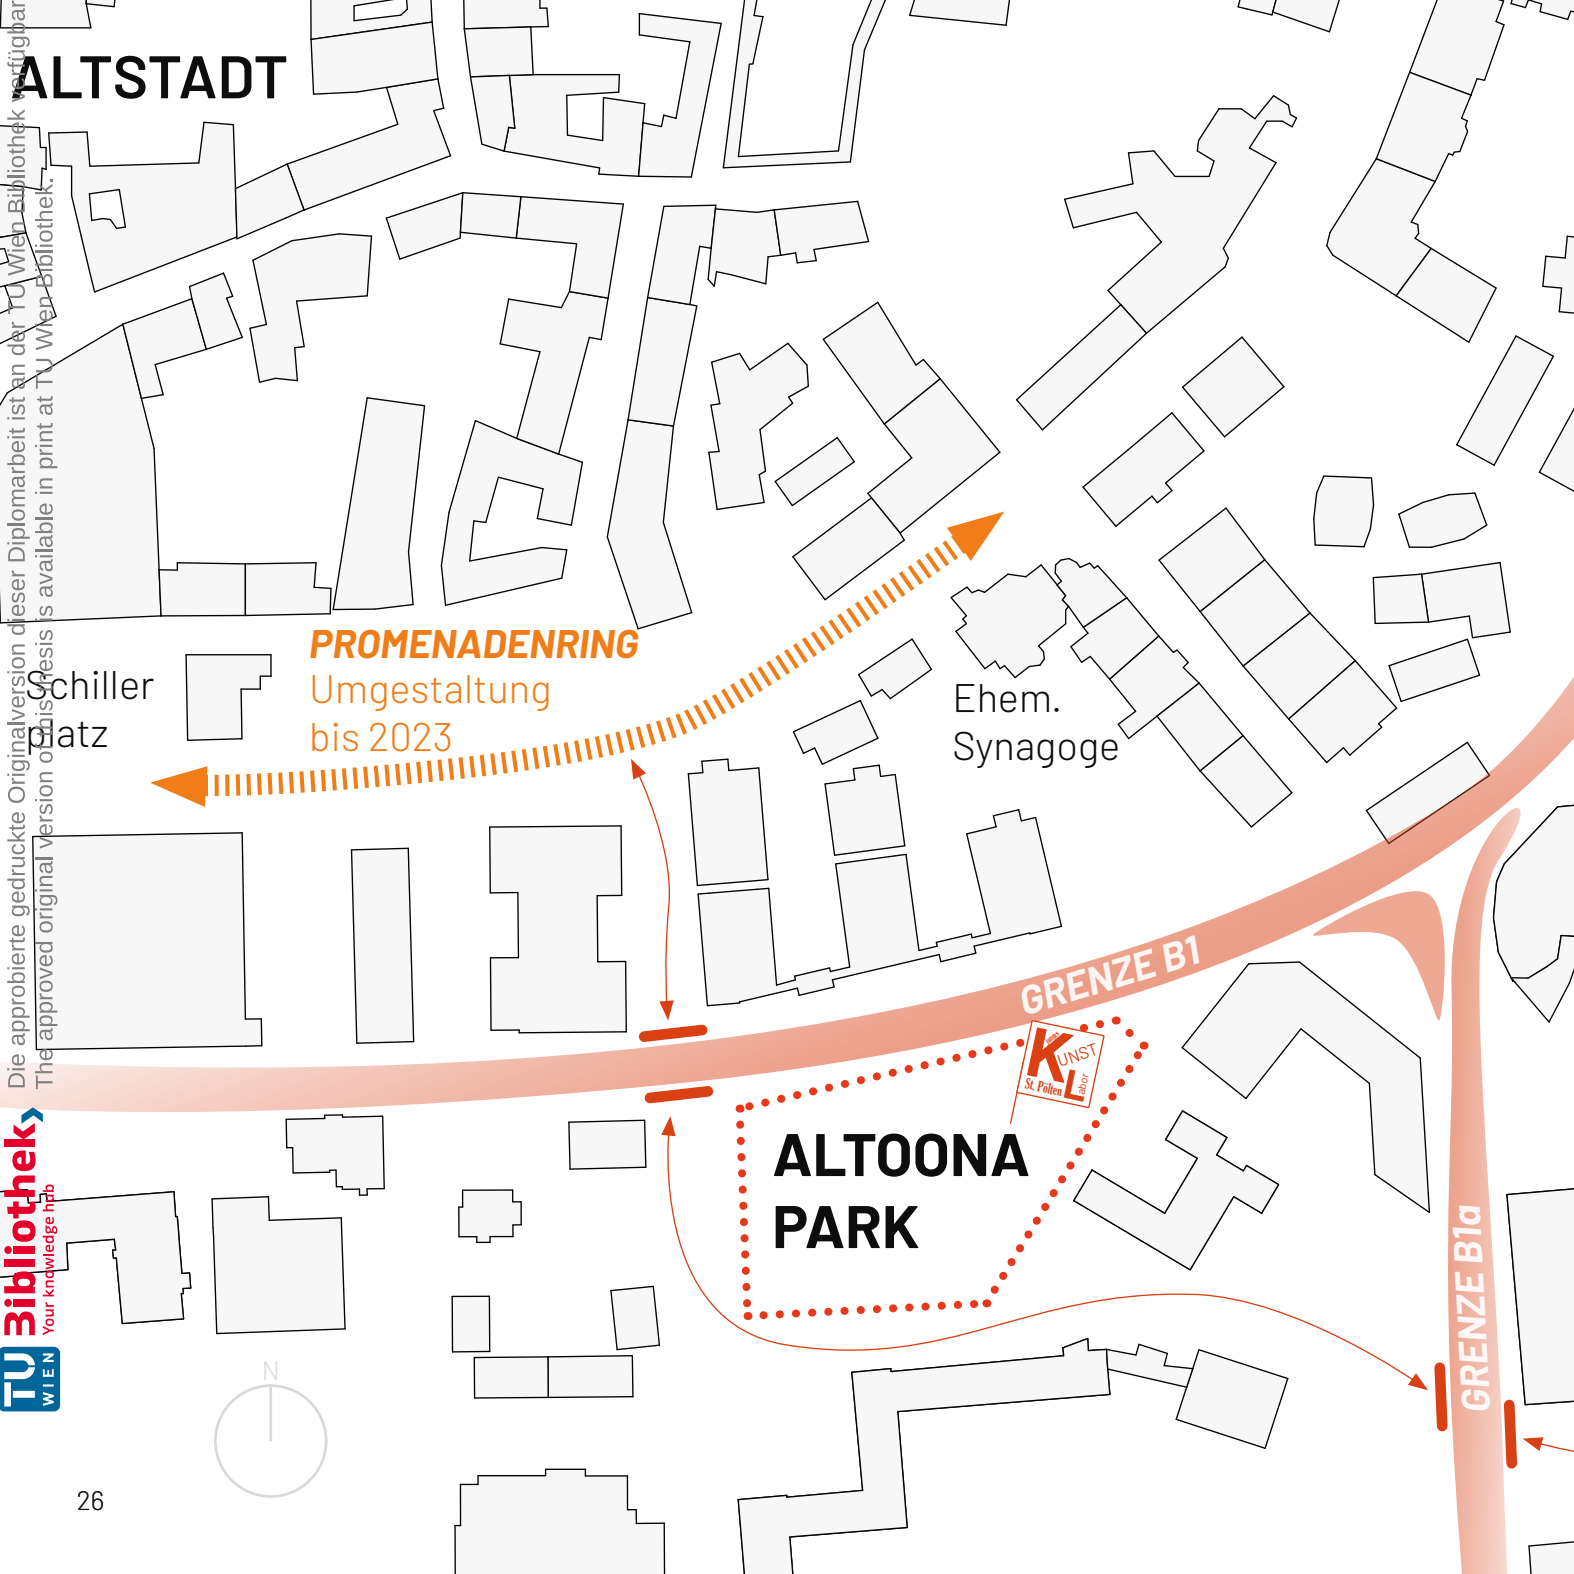 ALTSTADT
PROMENADENRING
Umgestaltung
bis 2023
Schiller
platz
Ehem.
Synagoge
GRENZE B1
KUNST
Labor
St. Pölten
ALTOONA
PARK
GRENZE B1a
N
26
Die approbierte gedruckte Originalversion dieser Diplomarbeit ist an der TU Wien Bibliothek verfügbar
The approved original version of this thesis is available in print at TU Wien Bibliothek.
TU WIEN Bibliothek
Your knowledge hub